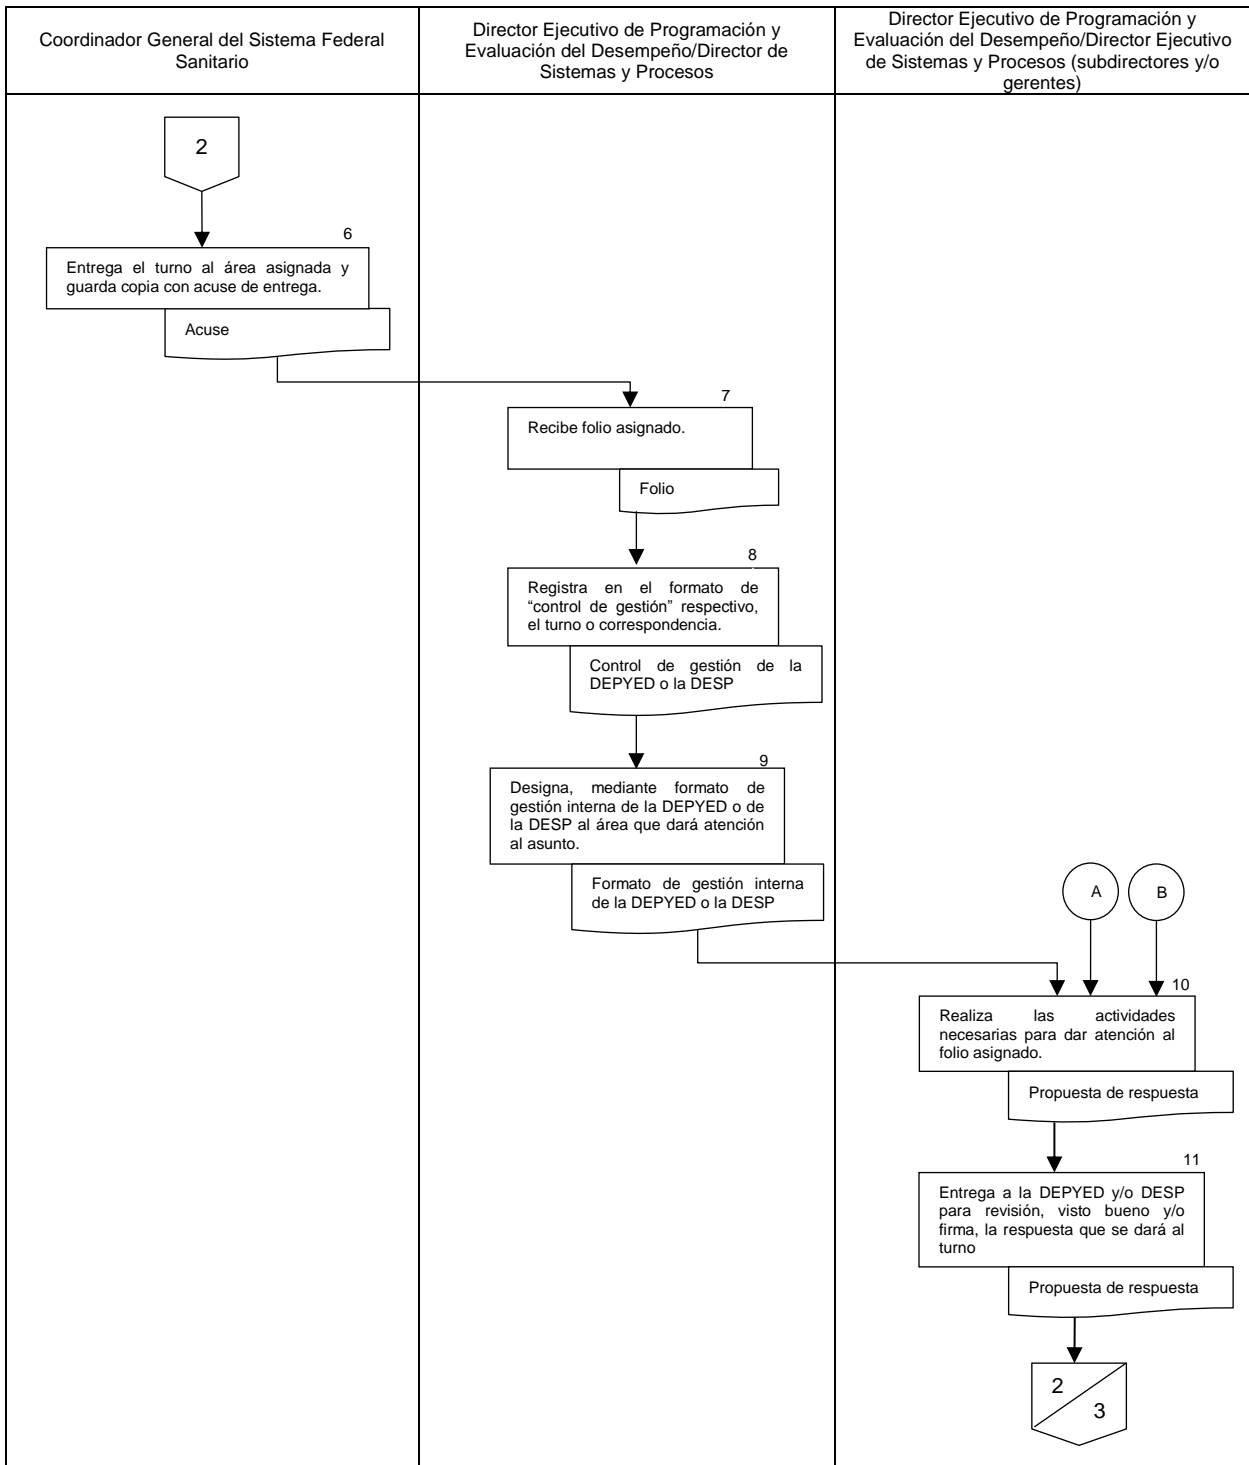 Coordinador General del Sistema Federal
Sanitario
Director Ejecutivo de Programación y
Evaluación del Desempeño/Director de
Sistemas y Procesos
Director Ejecutivo de Programación y
Evaluación del Desempeño/Director Ejecutivo
de Sistemas y Procesos (subdirectores y/o
gerentes)
2
6
Entrega el turno al área asignada y
guarda copia con acuse de entrega.
Acuse
7
Recibe folio asignado.
Folio
8
Registra en el formato de
“control de gestión” respectivo,
el turno o correspondencia.
Control de gestión de la
DEPYED o la DESP
9
Designa, mediante formato de
gestión interna de la DEPYED o de
la DESP al área que dará atención
al asunto.
Formato de gestión interna
de la DEPYED o la DESP
A
B
10
Realiza las actividades
necesarias para dar atención al
folio asignado.
Propuesta de respuesta
11
Entrega a la DEPYED y/o DESP
para revisión, visto bueno y/o
firma, la respuesta que se dará al
turno
Propuesta de respuesta
2
3